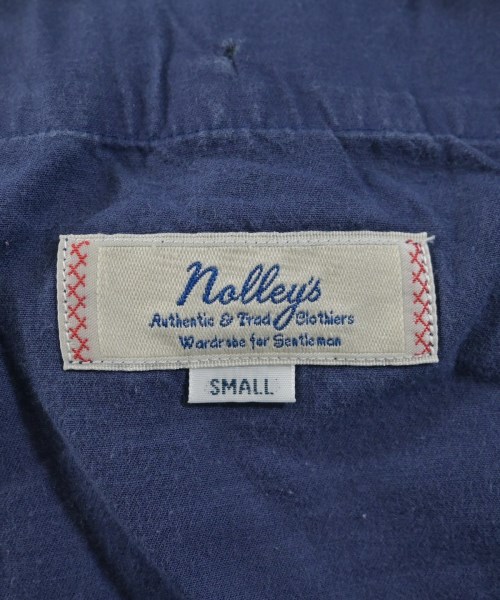 Nolley's
Authentic & Trad Clothiers
Wardrobe for Gentleman
SMALL